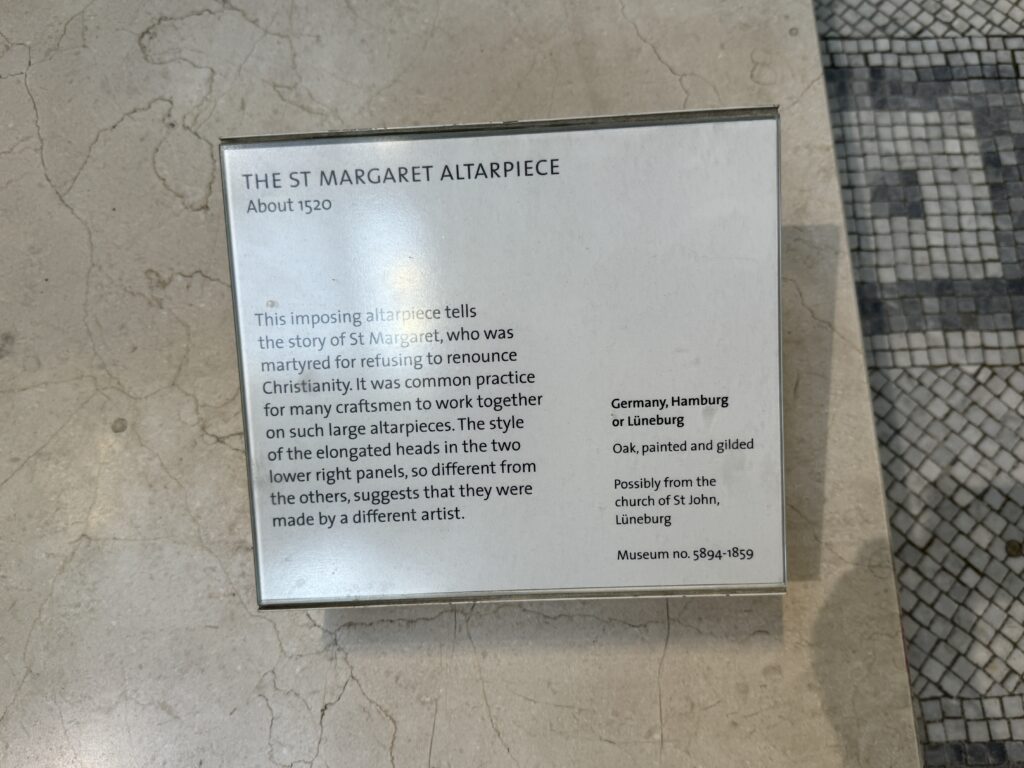 THE ST MARGARET ALTARPIECE
About 1520
This imposing altarpiece tells
the story of St Margaret, who was
martyred for refusing to renounce
Christianity. It was common practice
for many craftsmen to work together
on such large altarpieces. The style
of the elongated heads in the two
lower right panels, so different from
the others, suggests that they were
made by a different artist.
Germany, Hamburg
or Lüneburg
Oak, painted and gilded
Possibly from the
church of St John,
Lüneburg
Museum no. 5894-1859